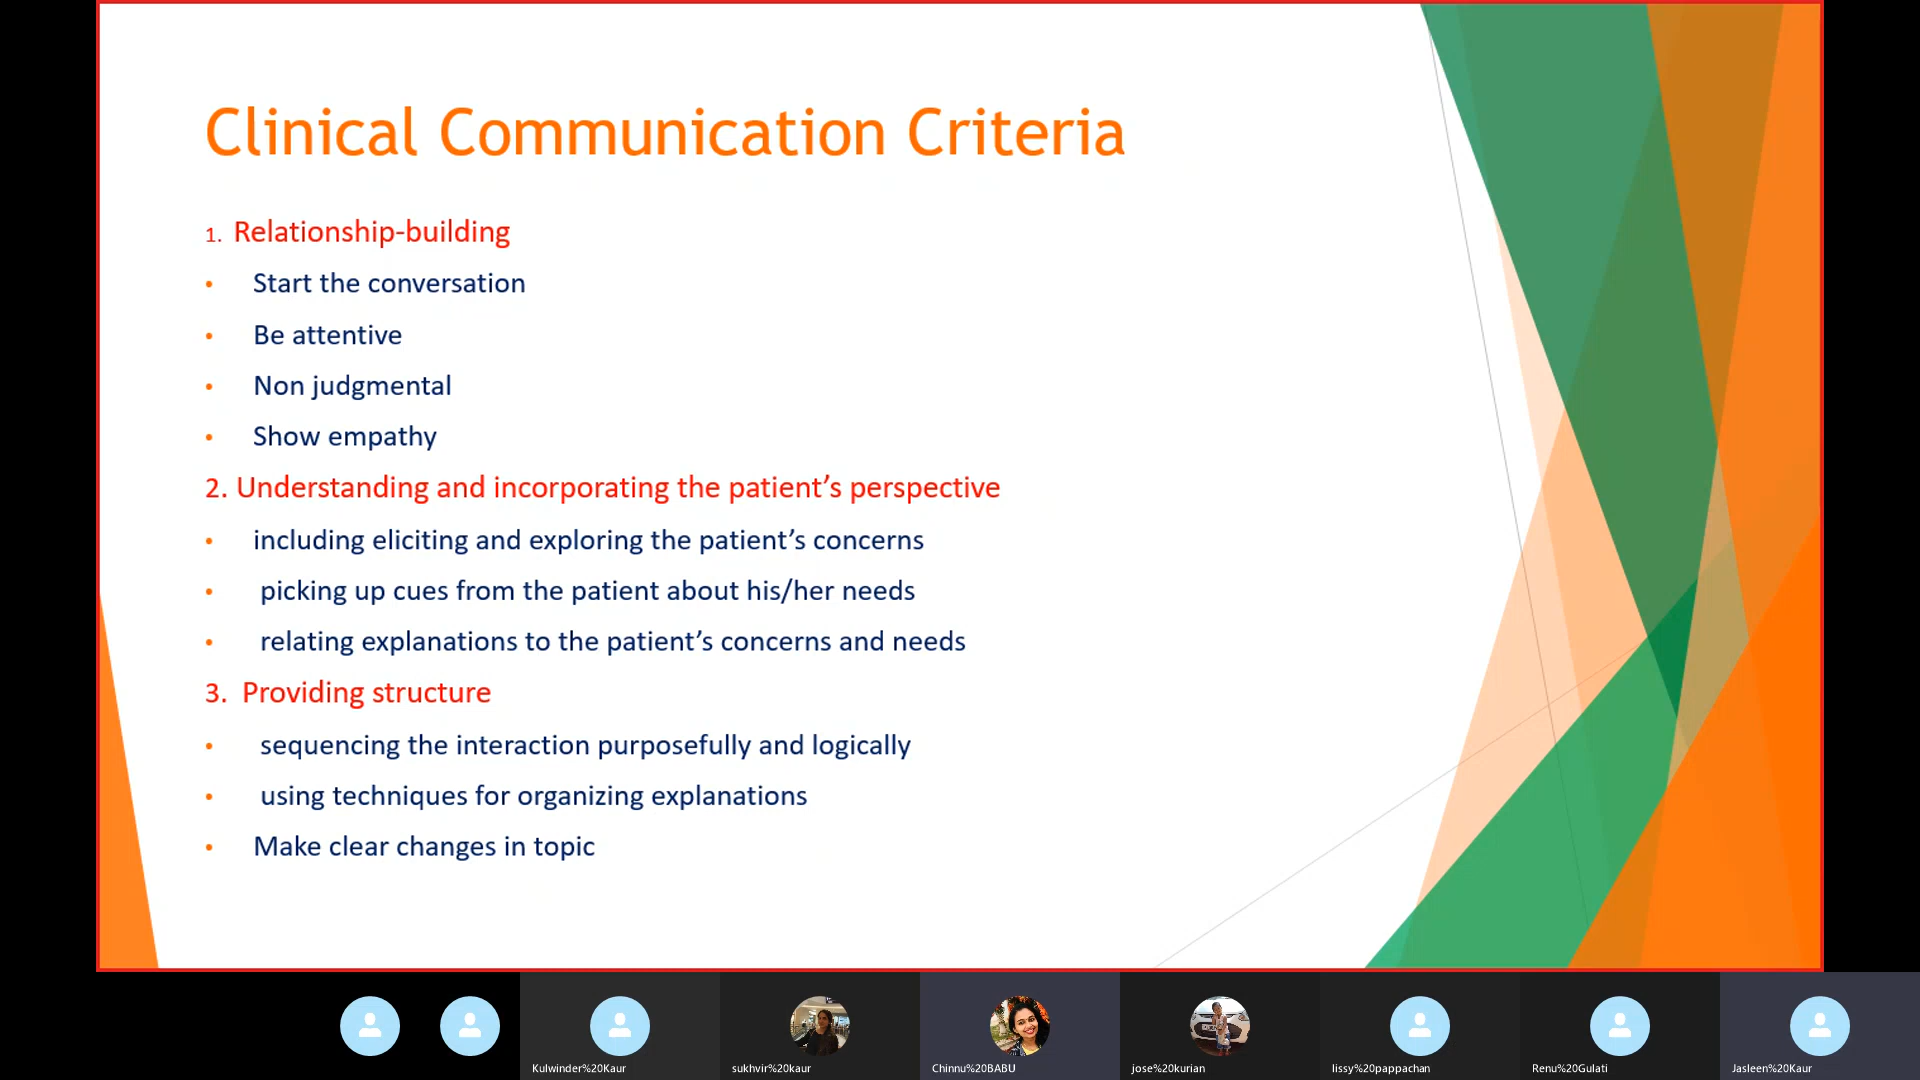 Clinical Communication Criteria
1. Relationship-building
• Start the conversation
• Be attentive
• Non judgmental
• Show empathy
2. Understanding and incorporating the patient’s perspective
• including eliciting and exploring the patient’s concerns
• picking up cues from the patient about his/her needs
• relating explanations to the patient’s concerns and needs
3. Providing structure
• sequencing the interaction purposefully and logically
• using techniques for organizing explanations
• Make clear changes in topic
Kulwinder%20Kaur
sukhvir%20kaur
Chinnu%20BABU
jose%20kurian
lissy%20pappachan
Renu%20Gulati
Jasleen%20Kaur